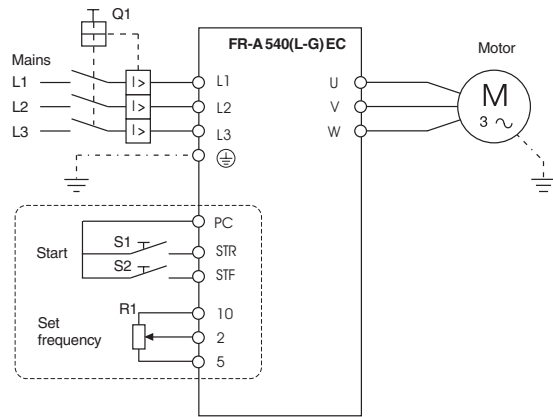 Q1
FR-A 540(L-G) EC
Mains
Motor
L1
L1
U
L2
L2
V
L3
L3
W
M
3 ~
PC
Start
S1
STR
S2
STF
R1
10
Set
frequency
2
5
I>
I>
I>